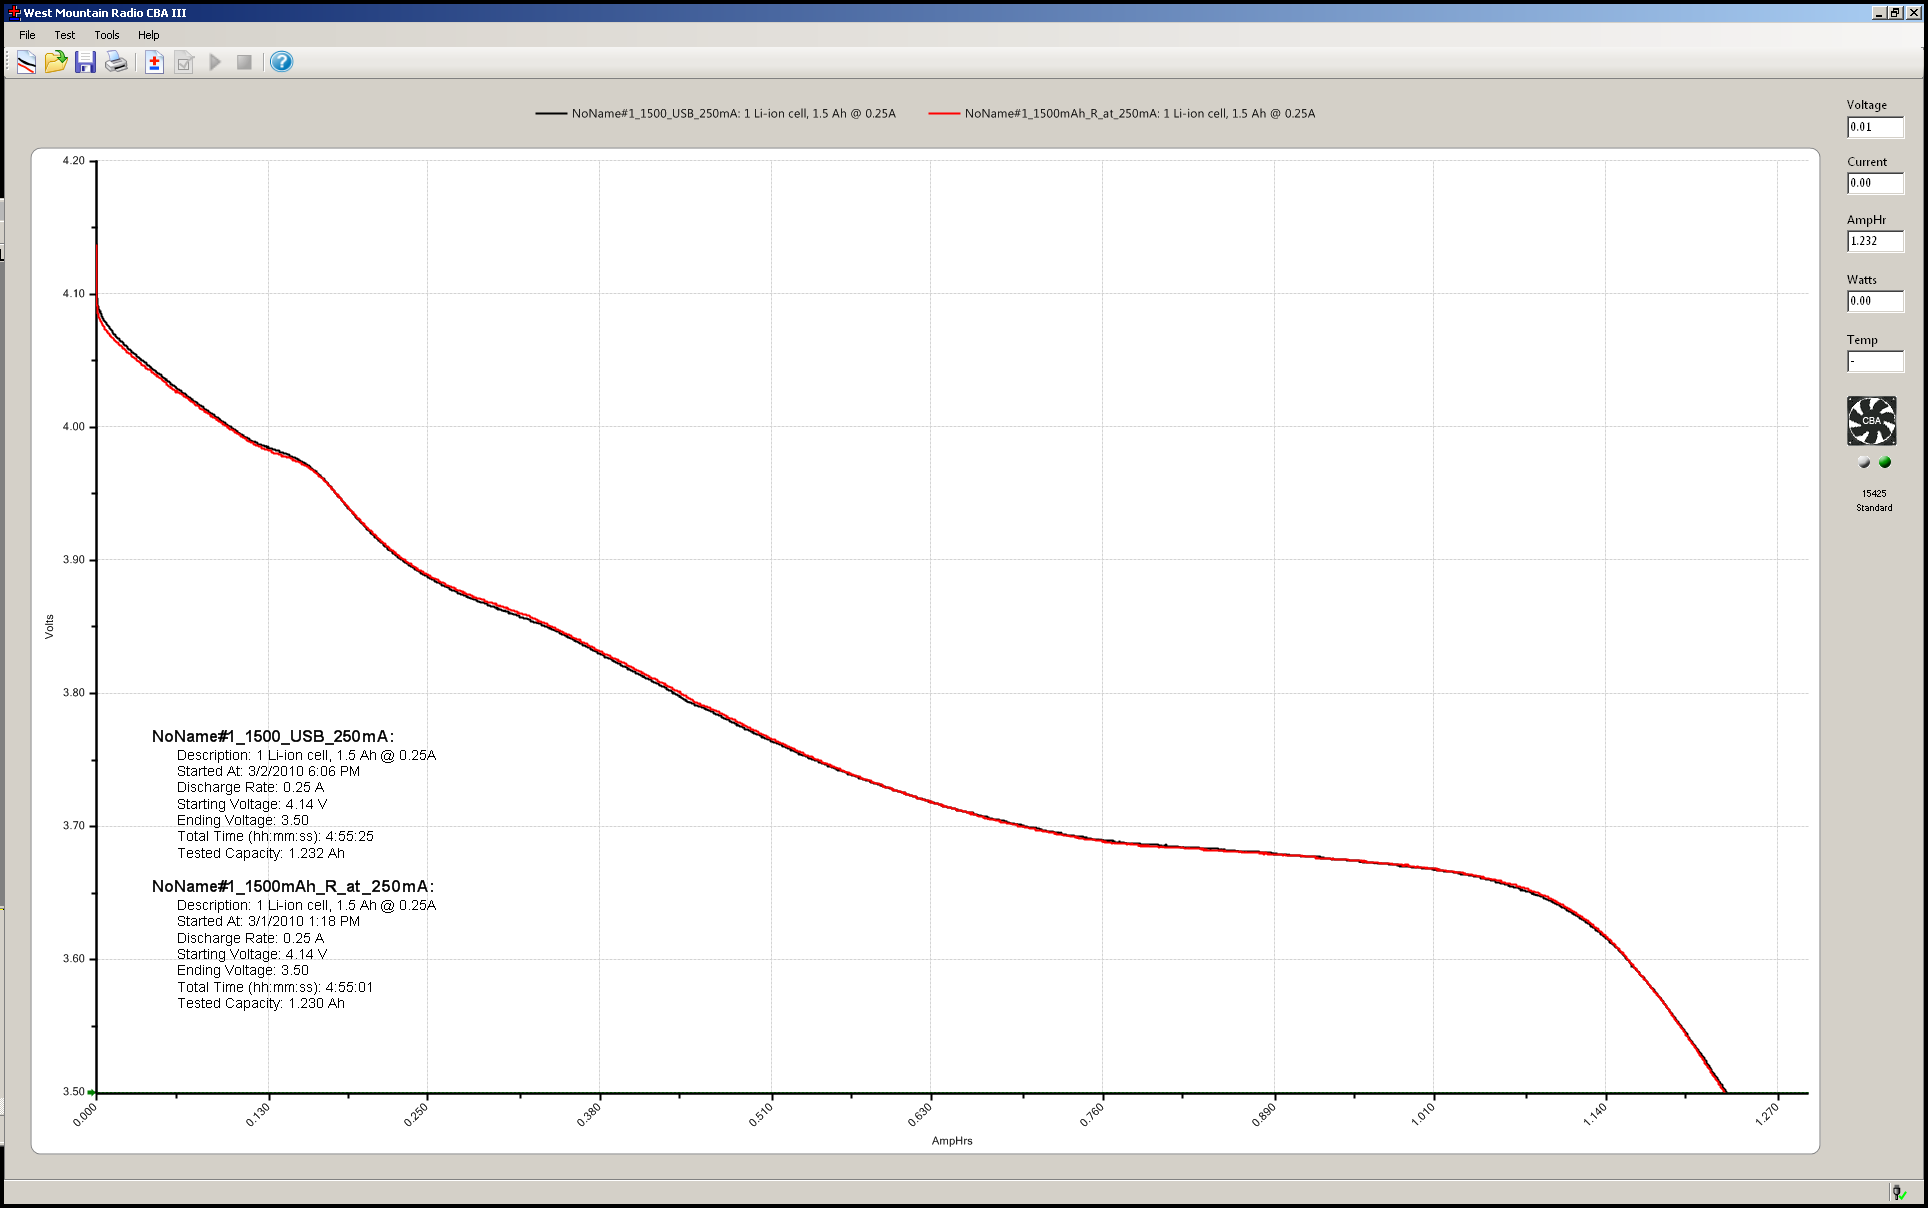 West Mountain Radio CBA III
File Test Tools Help
NoName#1_1500_USB_250mA: 1 Li-ion cell, 1.5 Ah @ 0.25A
NoName#1_1500mAh_R_at_250mA: 1 Li-ion cell, 1.5 Ah @ 0.25A
Voltage
0.01
Current
0.00
AmpHr
1.232
Watts
0.00
Temp
-
CBA
15425
Standard
4.20
4.10
4.00
3.90
3.80
3.70
3.60
3.50
Volts
NoName#1_1500_USB_250mA:
Description: 1 Li-ion cell, 1.5 Ah @ 0.25A
Started At: 3/2/2010 6:06 PM
Discharge Rate: 0.25 A
Starting Voltage: 4.14 V
Ending Voltage: 3.50
Total Time (hh:mm:ss): 4:55:25
Tested Capacity: 1.232 Ah
NoName#1_1500mAh_R_at_250mA:
Description: 1 Li-ion cell, 1.5 Ah @ 0.25A
Started At: 3/1/2010 1:18 PM
Discharge Rate: 0.25 A
Starting Voltage: 4.14 V
Ending Voltage: 3.50
Total Time (hh:mm:ss): 4:55:01
Tested Capacity: 1.230 Ah
0.000 0.130 0.250 0.380 0.510 0.630 0.760 0.890 1.010 1.140 1.270
AmpHrs